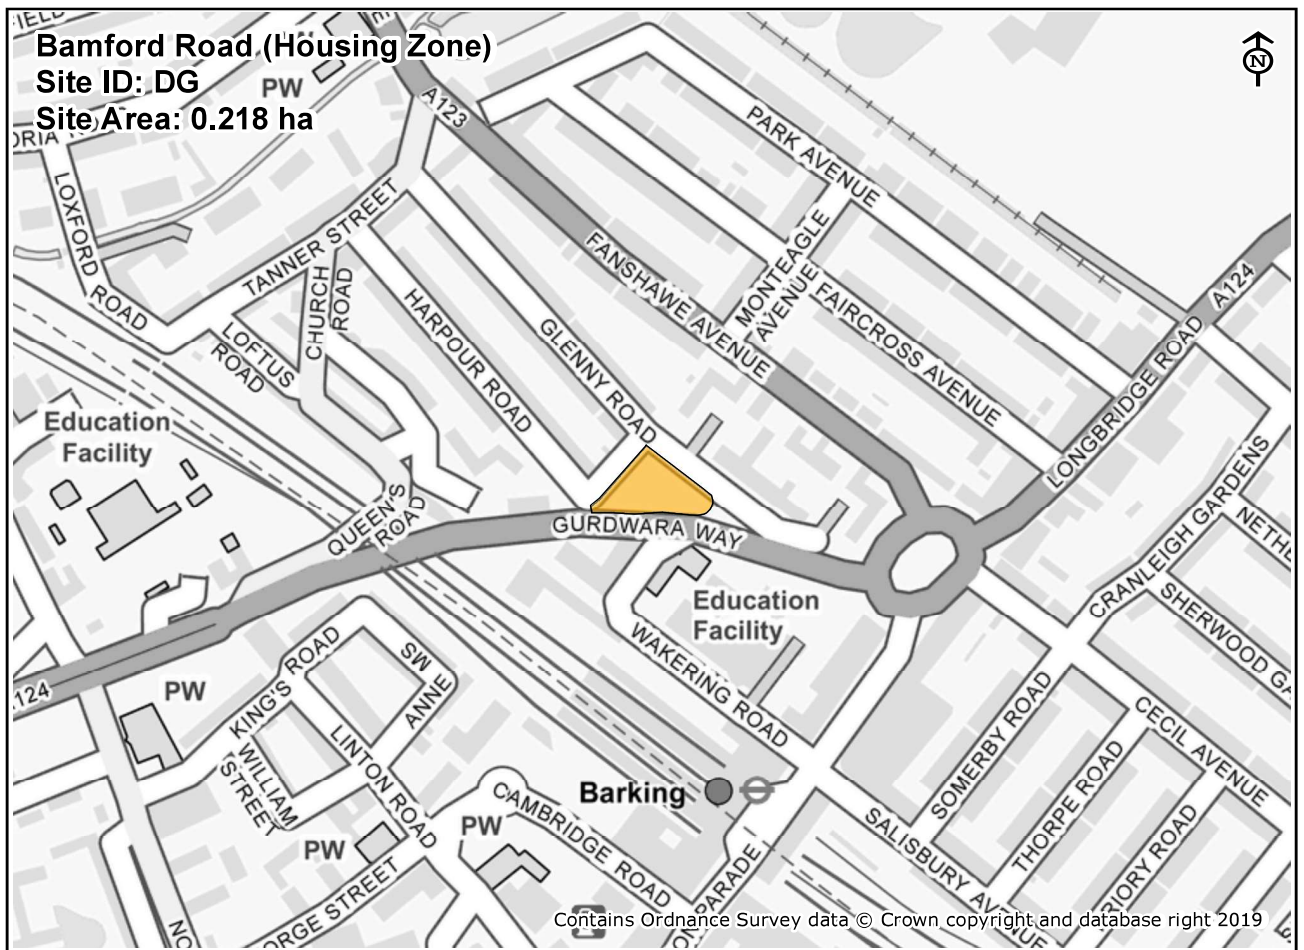 Bamford Road (Housing Zone)
Site ID: DG
Site Area: 0.218 ha
PW
N
A123
PARK AVENUE
LOXFORD
ROAD
TANNER STREET
CHURCH
ROAD
LOFTUS
ROAD
HARPOUR ROAD
GLENNY ROAD
FANSHAWE AVENUE
MONTEAGLE
AVENUE
FAIRCROSS AVENUE
A124
LONGBRIDGE ROAD
Education
Facility
QUEEN'S
ROAD
GURDWARA WAY
CRANLEIGH GARDENS
Education
Facility
WAKERING ROAD
PW
KING'S ROAD
ANNE
LINTON ROAD
WILLIAM
STREET
SOMERBY ROAD
CECIL AVENUE
THORPE ROAD
Barking
CAMBRIDGE ROAD
PW
PW
SALISBURY AVENUE
PARADE
Contains Ordnance Survey data © Crown copyright and database right 2019